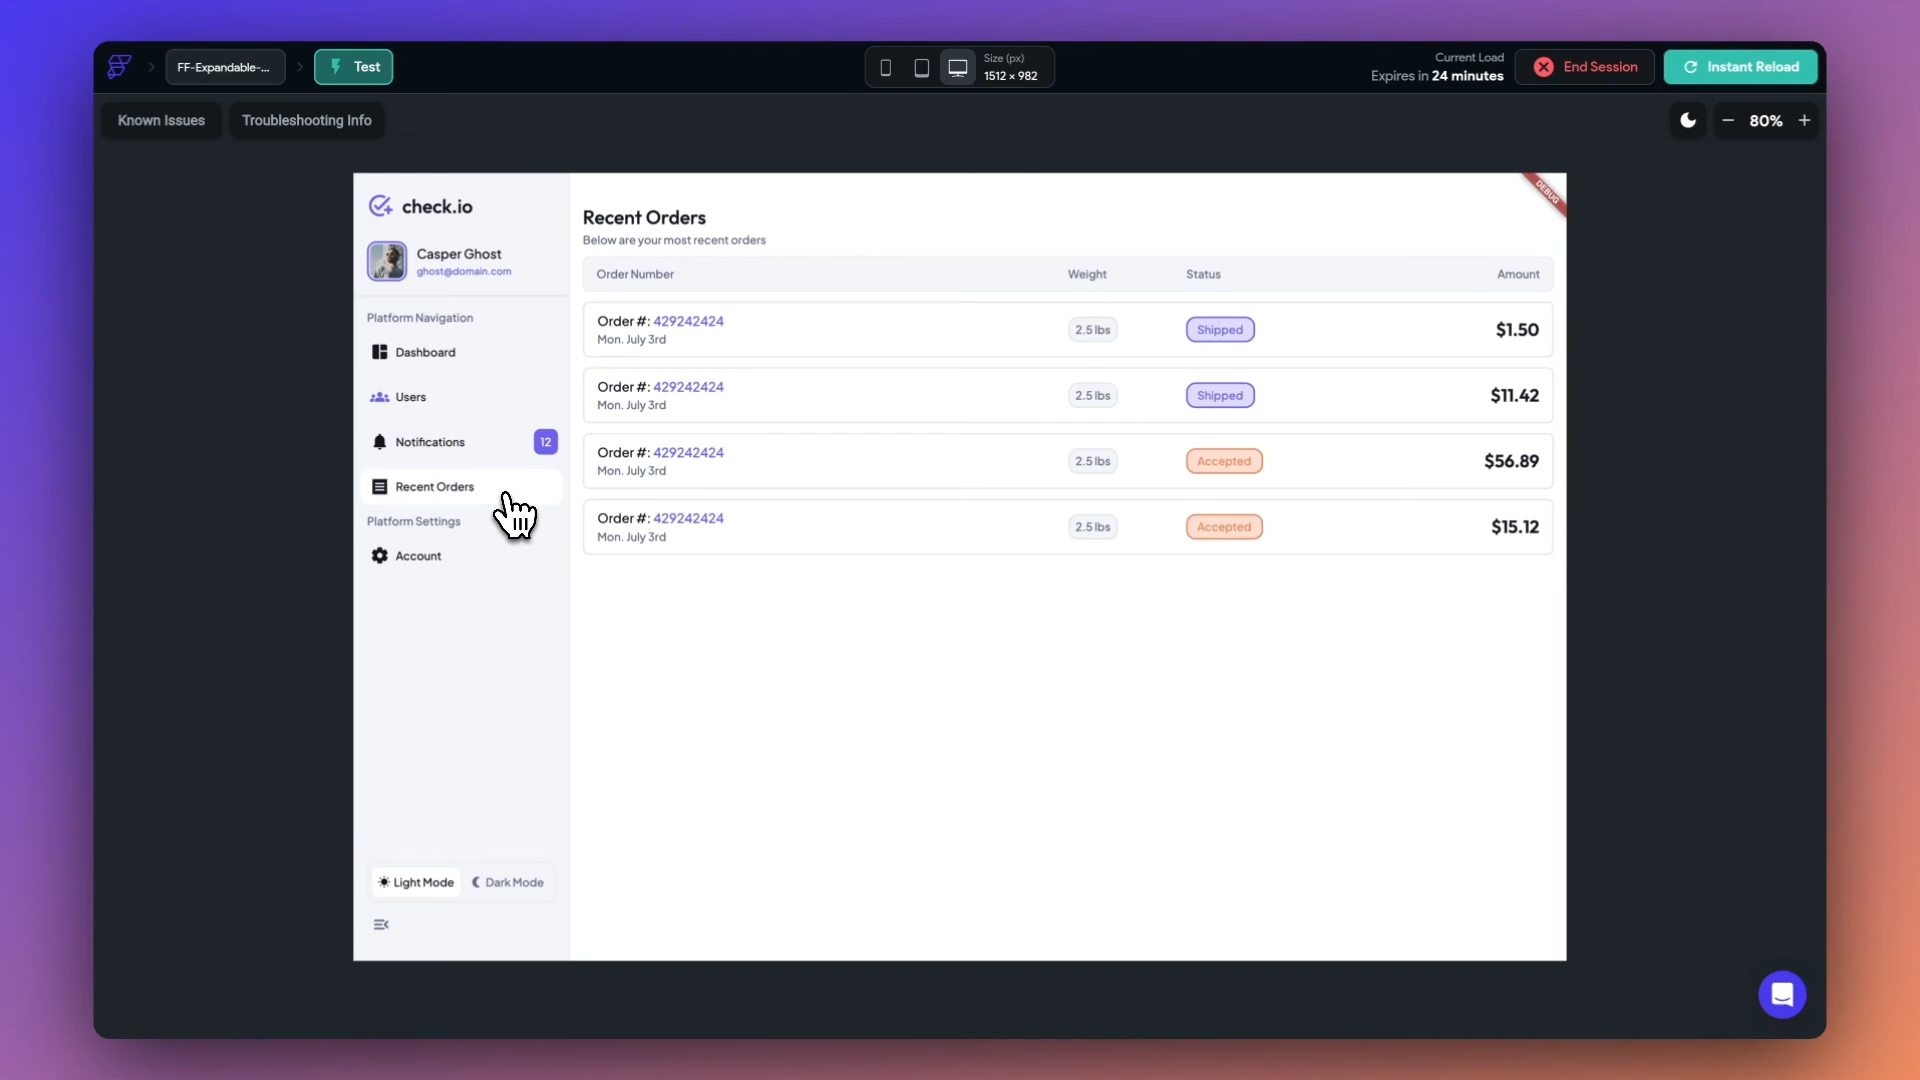 FF-Expandable-...
Test
Size (px)
1512 × 982
Current Load
Expires in 24 minutes
End Session
Instant Reload
Known Issues
Troubleshooting Info
80%
check.io
Casper Ghost
ghost@domain.com
Platform Navigation
Dashboard
Users
Notifications
12
Recent Orders
Platform Settings
Account
Light Mode
Dark Mode
DEBUG
Recent Orders
Below are your most recent orders
Order Number Weight Status Amount
Order #: 429242424
Mon. July 3rd
2.5 lbs
Shipped
$1.50
Order #: 429242424
Mon. July 3rd
2.5 lbs
Shipped
$11.42
Order #: 429242424
Mon. July 3rd
2.5 lbs
Accepted
$56.89
Order #: 429242424
Mon. July 3rd
2.5 lbs
Accepted
$15.12